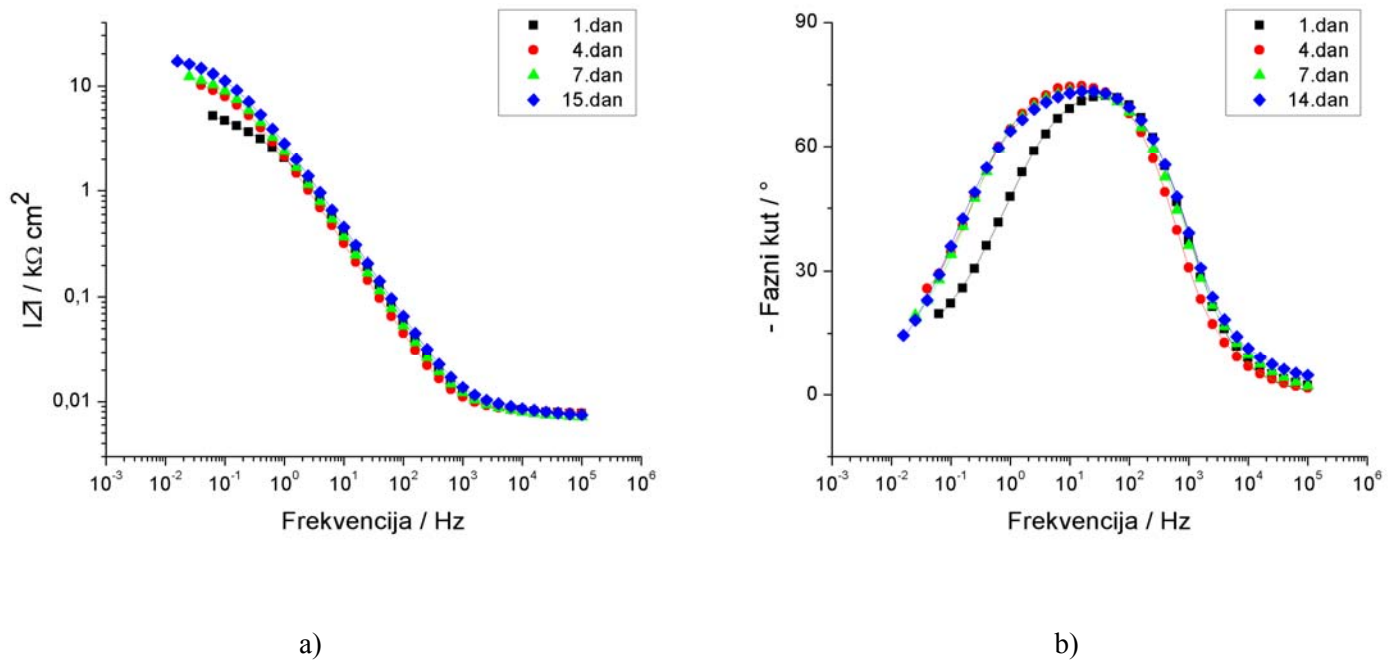 1.dan
4.dan
7.dan
15.dan
10
1
0,1
0,01
|Z| / kΩ cm²
10⁻³ 10⁻² 10⁻¹ 10⁰ 10¹ 10² 10³ 10⁴ 10⁵ 10⁶
Frekvencija / Hz
a)
1.dan
4.dan
7.dan
14.dan
90
60
30
0
- Fazni kut / °
10⁻³ 10⁻² 10⁻¹ 10⁰ 10¹ 10² 10³ 10⁴ 10⁵ 10⁶
Frekvencija / Hz
b)